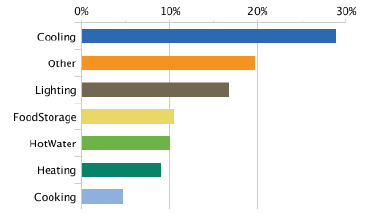 0% 10% 20% 30%
Cooling
Other
Lighting
FoodStorage
HotWater
Heating
Cooking